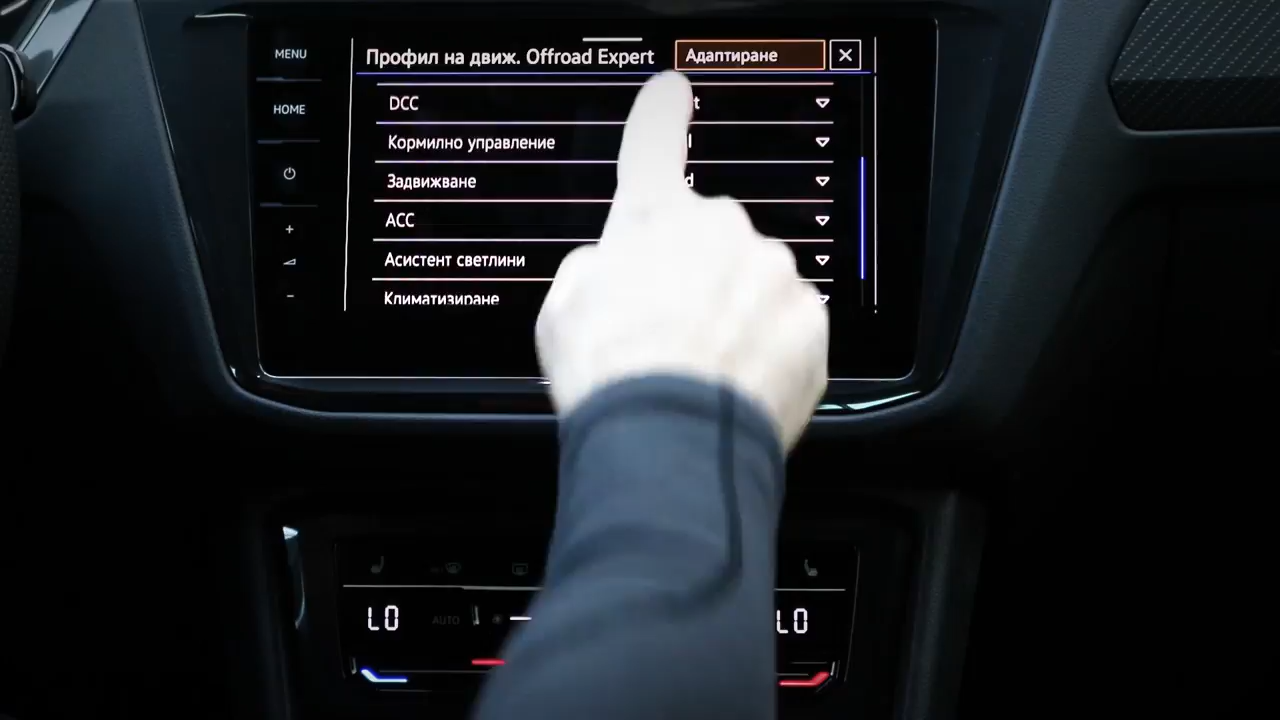 MENU
HOME
Профил на движ. Offroad Expert
Адаптиране
DCC
Кормилно управление
Задвижване
ACC
Асистент светлини
Климатизиране
LO
AUTO
LO